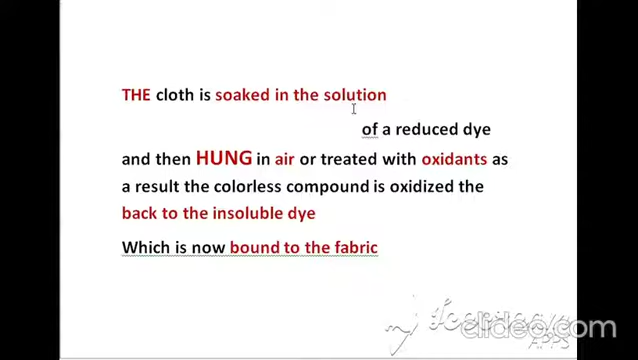 THE cloth is soaked in the solution
of a reduced dye
and then HUNG in air or treated with oxidants as
a result the colorless compound is oxidized the
back to the insoluble dye
Which is now bound to the fabric
clideo.com
APPS